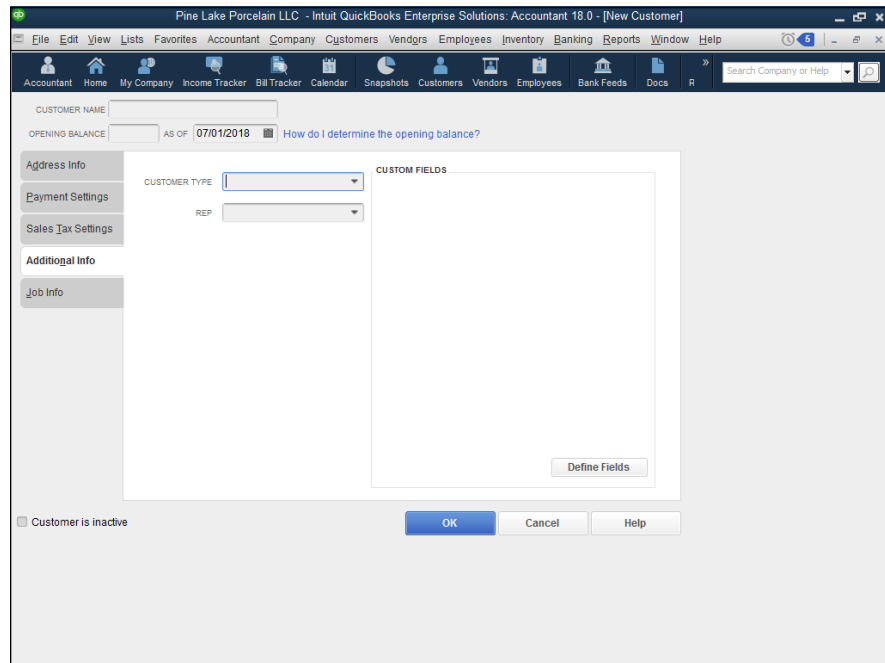 qb Pine Lake Porcelain LLC - Intuit QuickBooks Enterprise Solutions: Accountant 18.0 - [New Customer]
File Edit View Lists Favorites Accountant Company Customers Vendors Employees Inventory Banking Reports Window Help 5
Accountant Home My Company Income Tracker Bill Tracker Calendar Snapshots Customers Vendors Employees Bank Feeds Docs R » Search Company or Help
CUSTOMER NAME
OPENING BALANCE AS OF 07/01/2018 How do I determine the opening balance?
Address Info
Payment Settings
Sales Tax Settings
Additional Info
Job Info
CUSTOMER TYPE
REP
CUSTOM FIELDS
Define Fields
Customer is inactive
OK Cancel Help